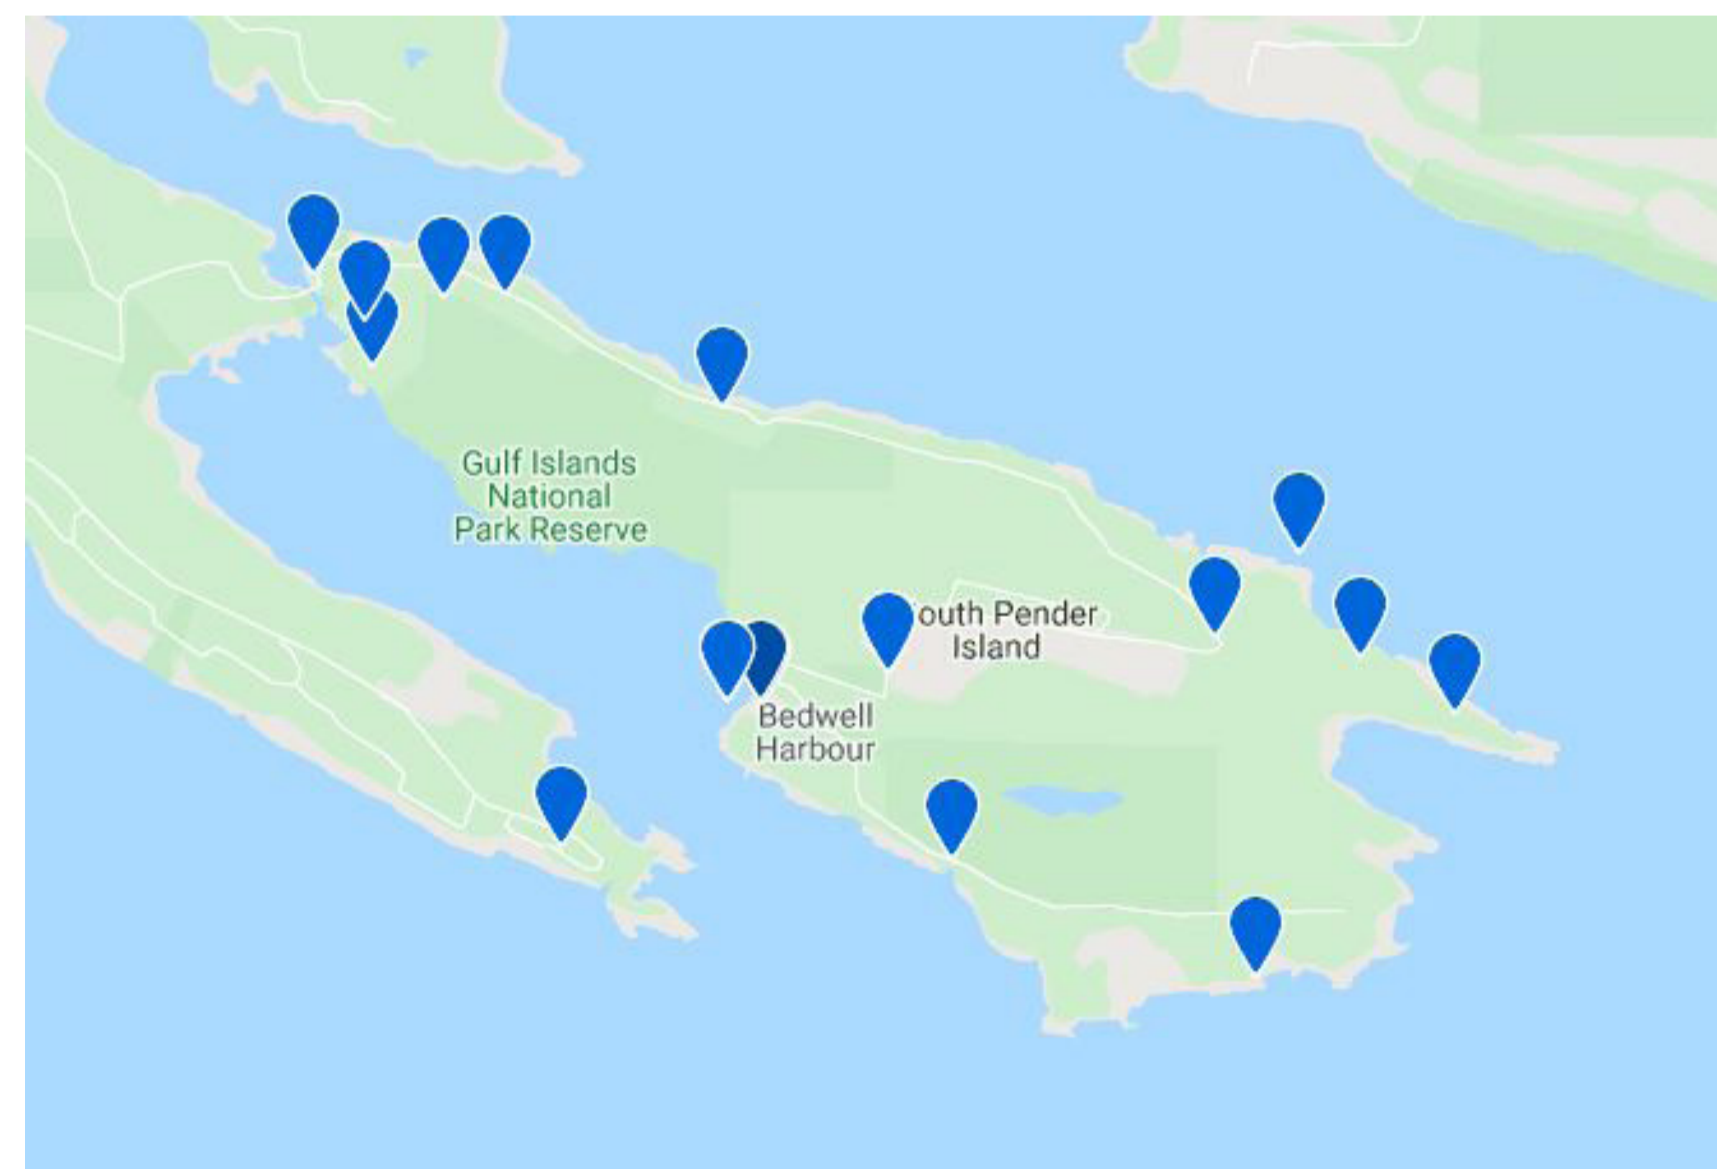 Gulf Islands
National
Park Reserve
outh Pender
Island
Bedwell
Harbour